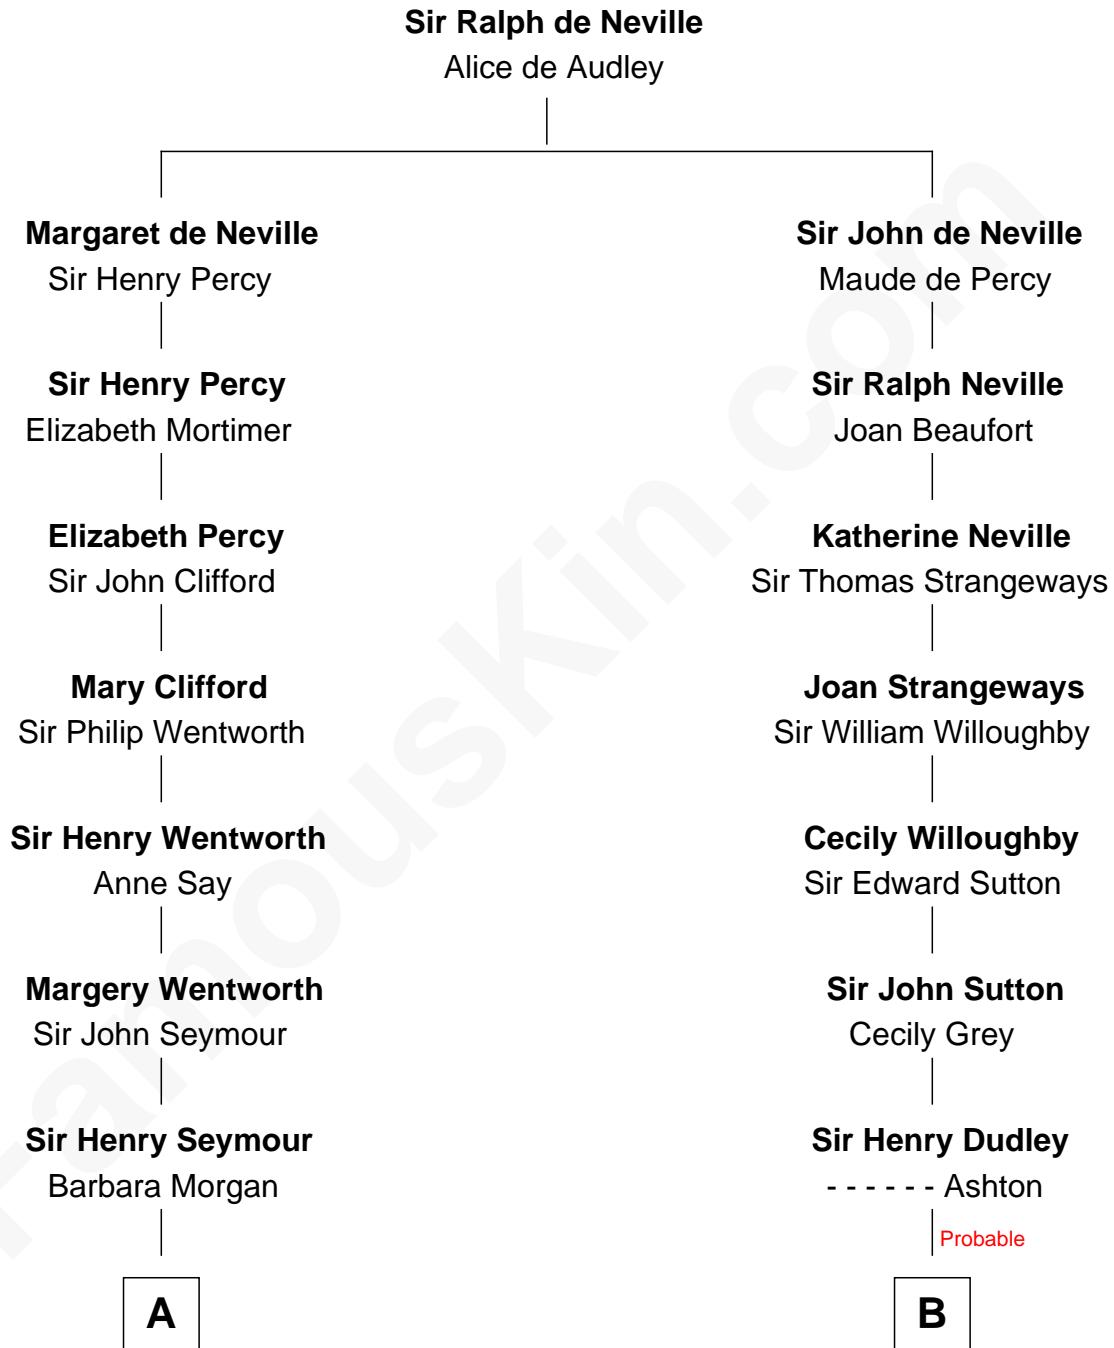 Sir Ralph de Neville
Alice de Audley
Margaret de Neville
Sir Henry Percy
Sir John de Neville
Maude de Percy
Sir Henry Percy
Elizabeth Mortimer
Sir Ralph Neville
Joan Beaufort
Elizabeth Percy
Sir John Clifford
Katherine Neville
Sir Thomas Strangeways
Mary Clifford
Sir Philip Wentworth
Joan Strangeways
Sir William Willoughby
Sir Henry Wentworth
Anne Say
Cecily Willoughby
Sir Edward Sutton
Margery Wentworth
Sir John Seymour
Sir John Sutton
Cecily Grey
Sir Henry Seymour
Barbara Morgan
Sir Henry Dudley
- - - - - - Ashton
Probable
A
B
FamousKin.com